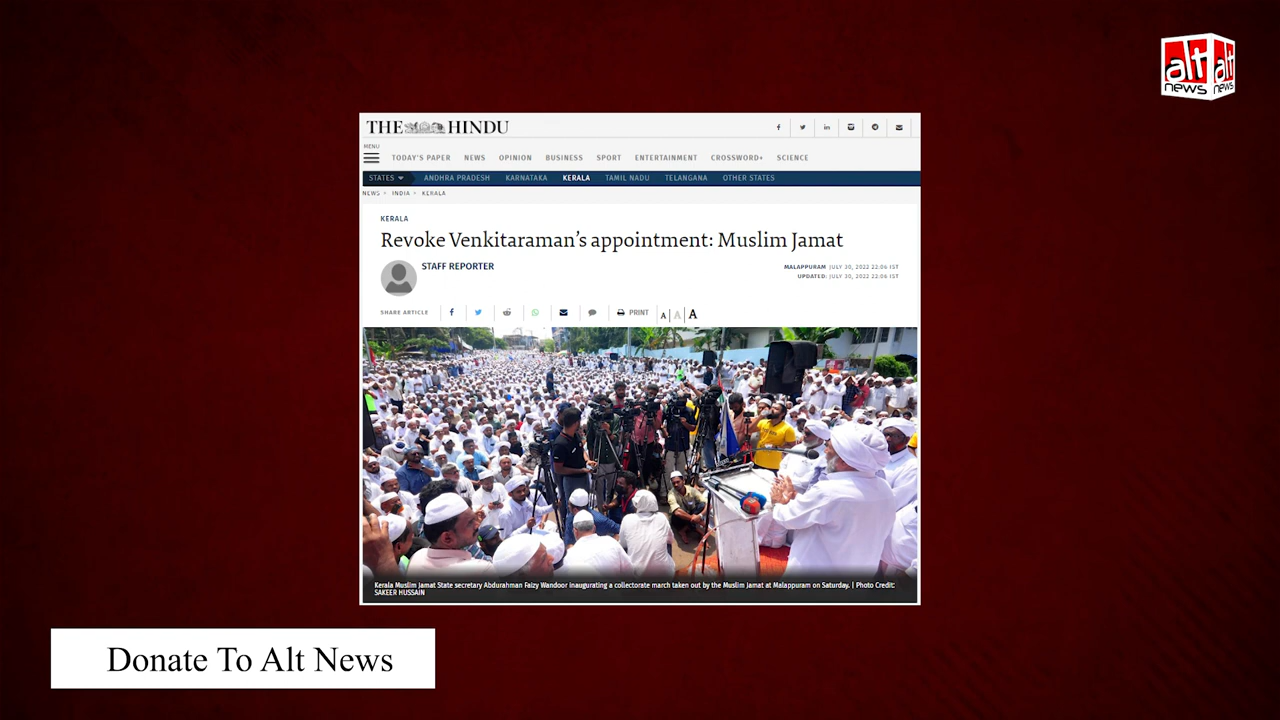 alt
news
alt
news
THE HINDU
MENU
TODAY'S PAPER NEWS OPINION BUSINESS SPORT ENTERTAINMENT CROSSWORD+ SCIENCE
STATES ANDHRA PRADESH KARNATAKA KERALA TAMIL NADU TELANGANA OTHER STATES
NEWS > INDIA > KERALA
KERALA
Revoke Venkitaraman's appointment: Muslim Jamat
STAFF REPORTER
MALAPPURAM JULY 30, 2022 22:06 IST
UPDATED: JULY 30, 2022 22:06 IST
SHARE ARTICLE PRINT A A A
Kerala Muslim Jamat State secretary Abdurahman Faizy Wandoor inaugurating a collectorate march taken out by the Muslim Jamat at Malappuram on Saturday. | Photo Credit:
SAKEER HUSSAIN
Donate To Alt News